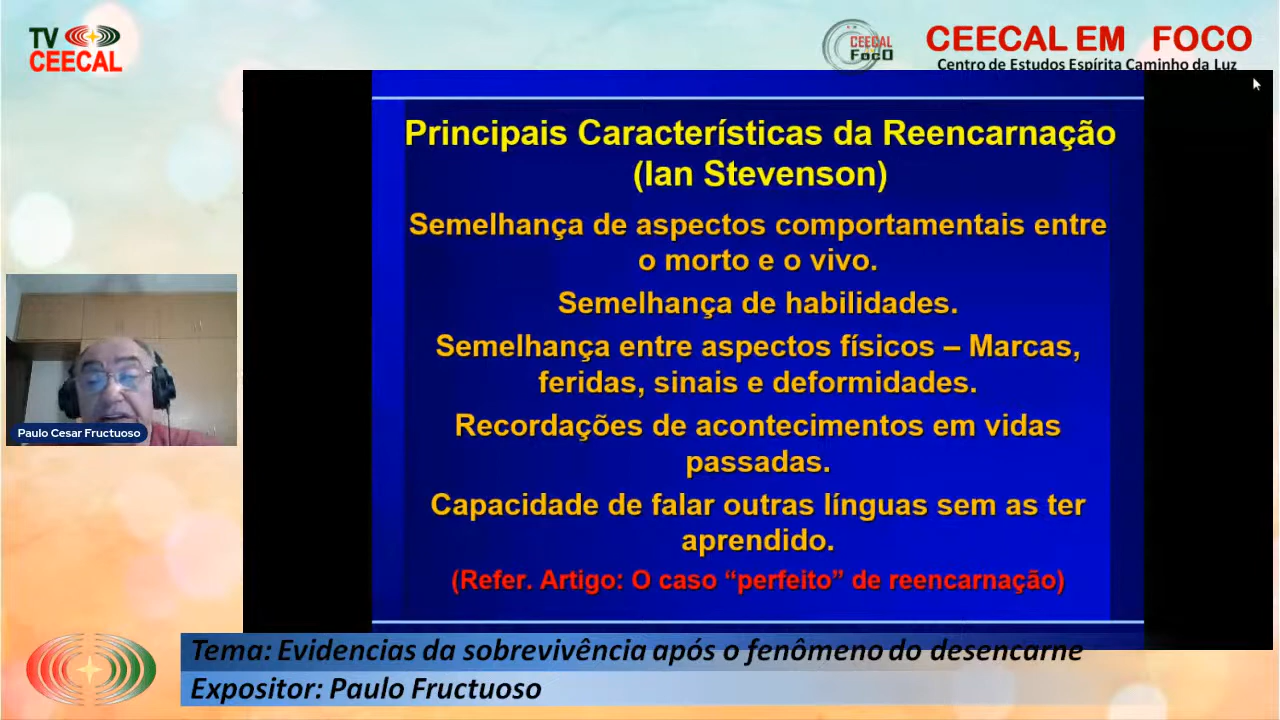 TV
CEECAL
CEECAL
FocO
CEECAL EM FOCO
Centro de Estudos Espírita Caminho da Luz
Principais Características da Reencarnação
(Ian Stevenson)
Semelhança de aspectos comportamentais entre
o morto e o vivo.
Semelhança de habilidades.
Semelhança entre aspectos físicos – Marcas,
feridas, sinais e deformidades.
Recordações de acontecimentos em vidas
passadas.
Capacidade de falar outras línguas sem as ter
aprendido.
(Refer. Artigo: O caso “perfeito” de reencarnação)
Paulo Cesar Fructuoso
Tema: Evidencias da sobrevivência após o fenômeno do desencarne
Expositor: Paulo Fructuoso